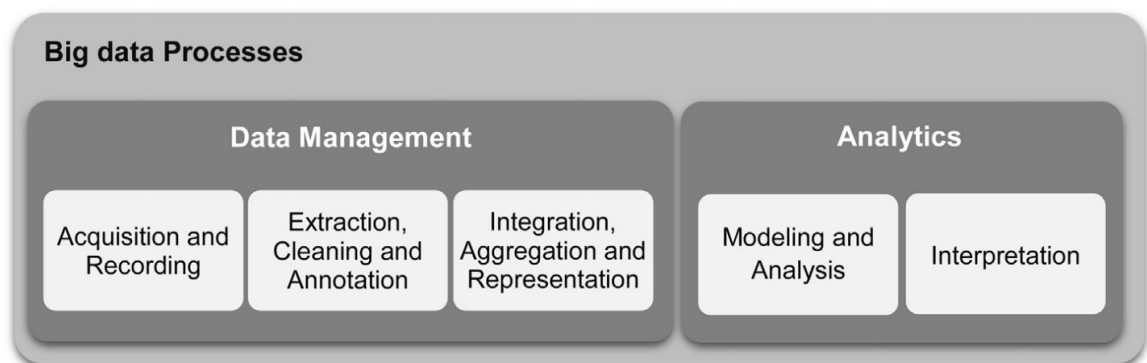 Big data Processes
Data Management
Analytics
Acquisition and
Recording
Extraction,
Cleaning and
Annotation
Integration,
Aggregation and
Representation
Modeling and
Analysis
Interpretation